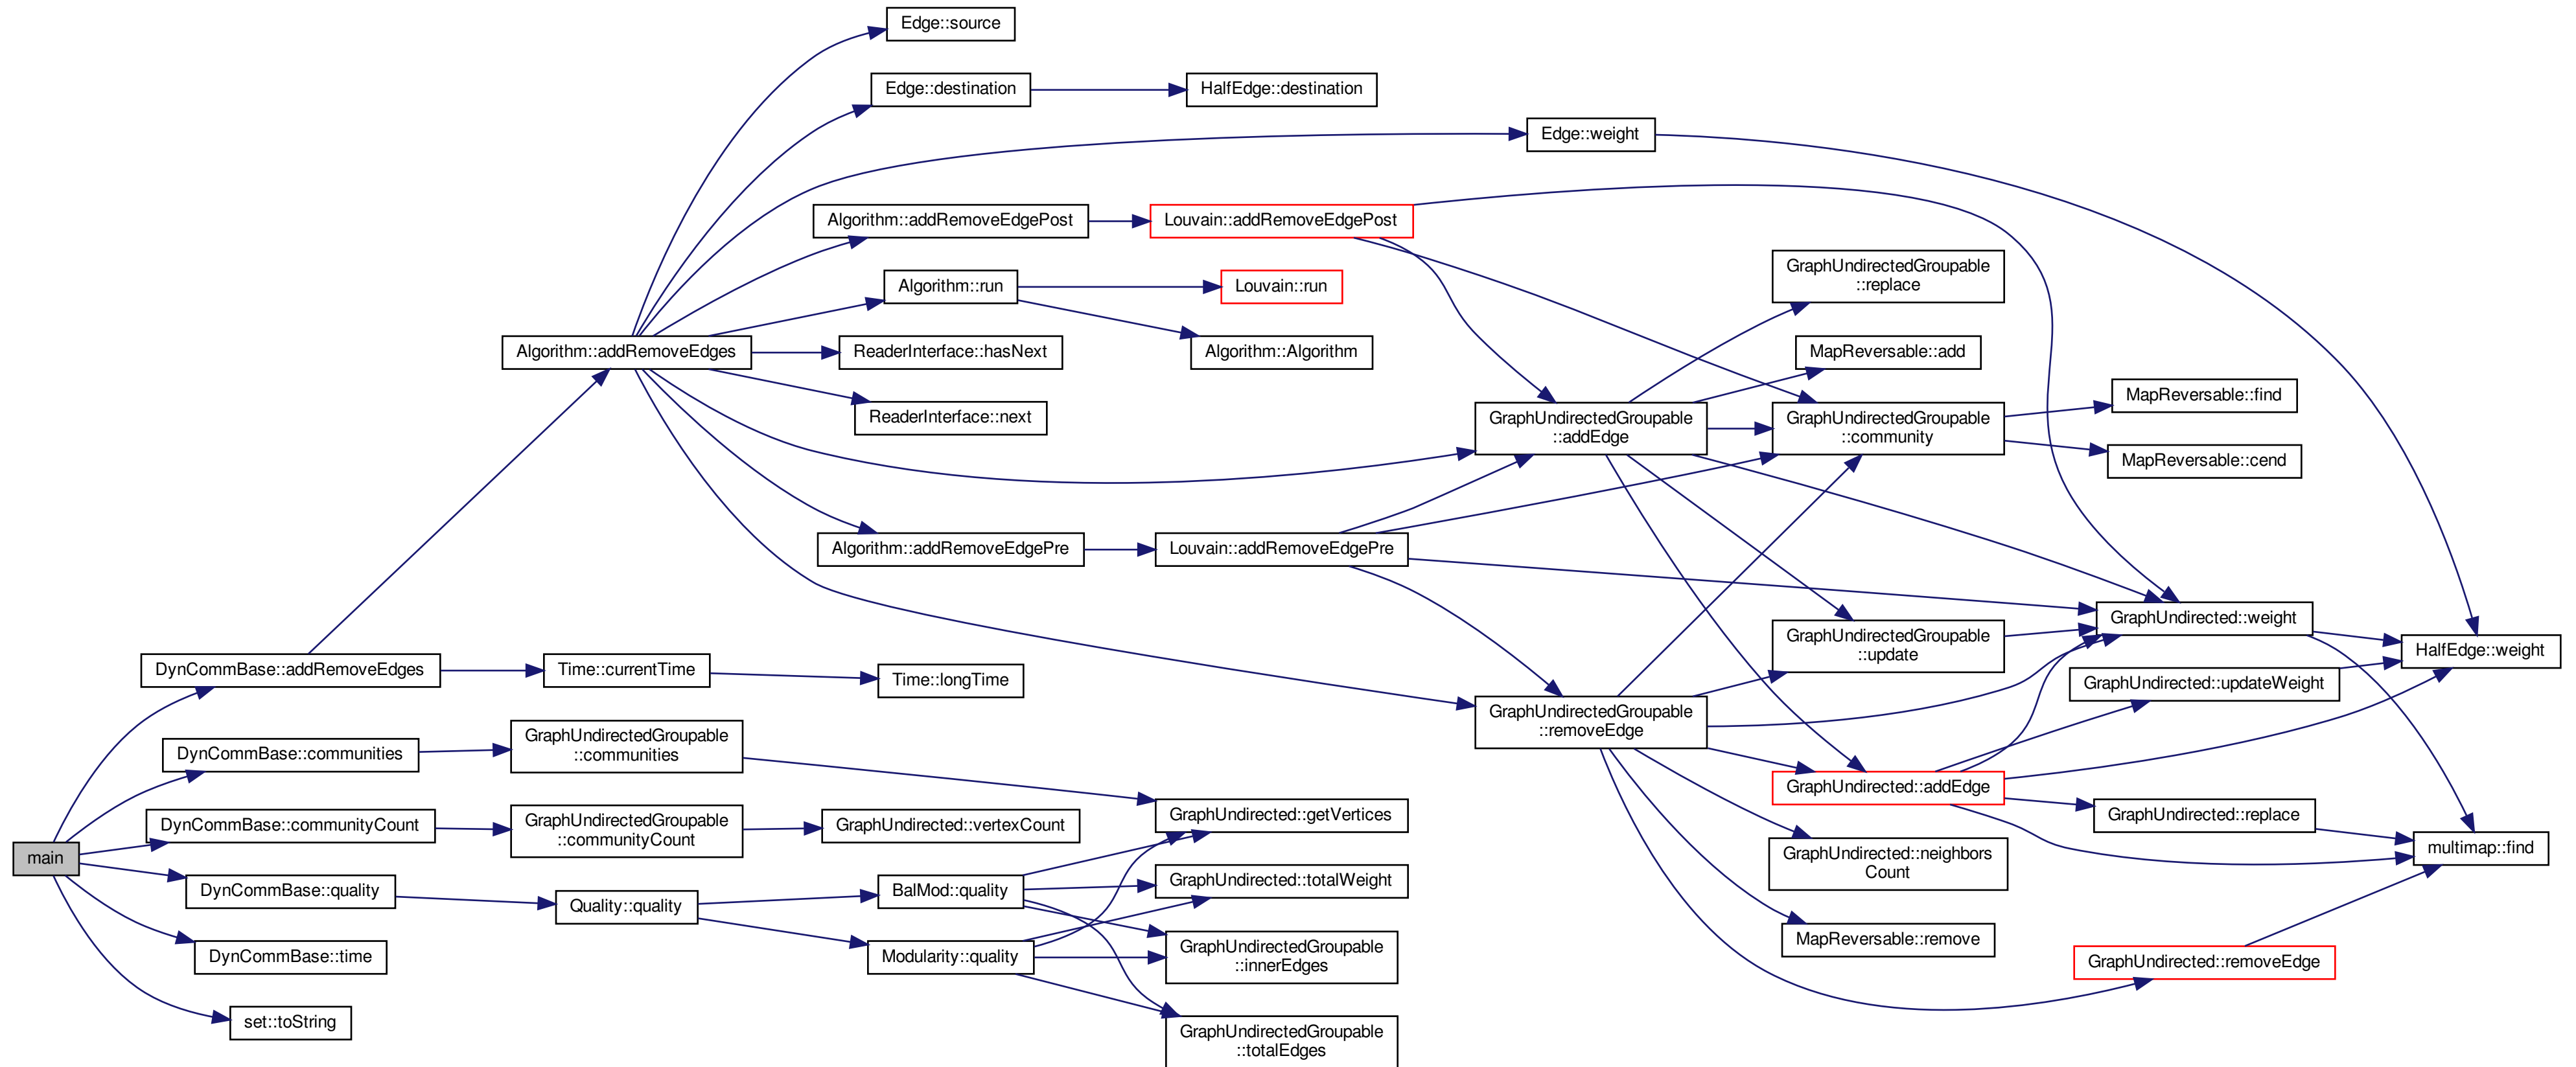 Edge::source
Edge::destination
HalfEdge::destination
Edge::weight
Algorithm::addRemoveEdgePost
Louvain::addRemoveEdgePost
GraphUndirectedGroupable
::replace
Algorithm::run
Louvain::run
Algorithm::addRemoveEdges
ReaderInterface::hasNext
Algorithm::Algorithm
MapReversable::add
MapReversable::find
ReaderInterface::next
GraphUndirectedGroupable
::addEdge
GraphUndirectedGroupable
::community
MapReversable::cend
Algorithm::addRemoveEdgePre
Louvain::addRemoveEdgePre
GraphUndirected::weight
GraphUndirectedGroupable
::update
HalfEdge::weight
DynCommBase::addRemoveEdges
Time::currentTime
Time::longTime
GraphUndirected::updateWeight
GraphUndirectedGroupable
::removeEdge
DynCommBase::communities
GraphUndirectedGroupable
::communities
GraphUndirected::addEdge
GraphUndirected::getVertices
GraphUndirected::replace
DynCommBase::communityCount
GraphUndirectedGroupable
::communityCount
GraphUndirected::vertexCount
multimap::find
main
GraphUndirected::neighbors
Count
GraphUndirected::totalWeight
DynCommBase::quality
Quality::quality
BalMod::quality
MapReversable::remove
DynCommBase::time
Modularity::quality
GraphUndirectedGroupable
::innerEdges
GraphUndirected::removeEdge
set::toString
GraphUndirectedGroupable
::totalEdges